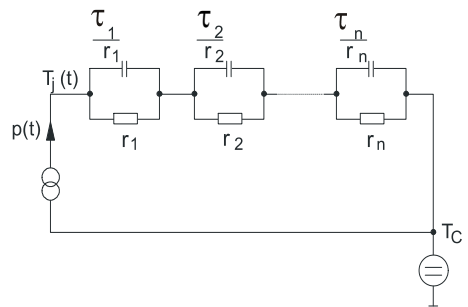 τ1/r1 τ2/r2 τn/rn
Tj(t)
p(t)
r1 r2 rn
TC